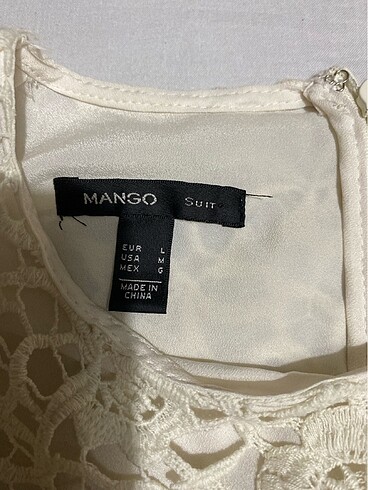 MANGO SUIT
EUR L
USA M
MEX G
MADE IN
CHINA